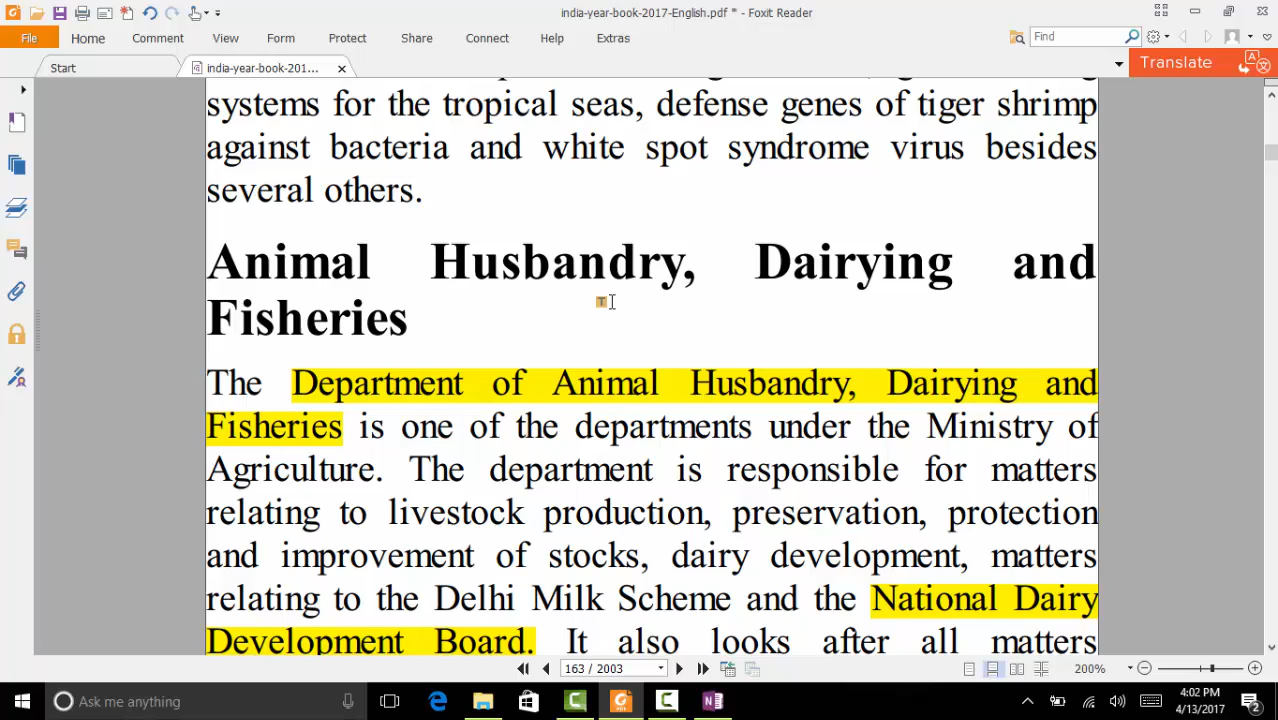 india-year-book-2017-English.pdf * - Foxit Reader
File Home Comment View Form Protect Share Connect Help Extras Find
Start india-year-book-201... Translate
systems for the tropical seas, defense genes of tiger shrimp
against bacteria and white spot syndrome virus besides
several others.
Animal Husbandry, Dairying and
Fisheries
The Department of Animal Husbandry, Dairying and
Fisheries is one of the departments under the Ministry of
Agriculture. The department is responsible for matters
relating to livestock production, preservation, protection
and improvement of stocks, dairy development, matters
relating to the Delhi Milk Scheme and the National Dairy
Development Board. It also looks after all matters
163 / 2003 200%
Ask me anything
4:02 PM
4/13/2017
2